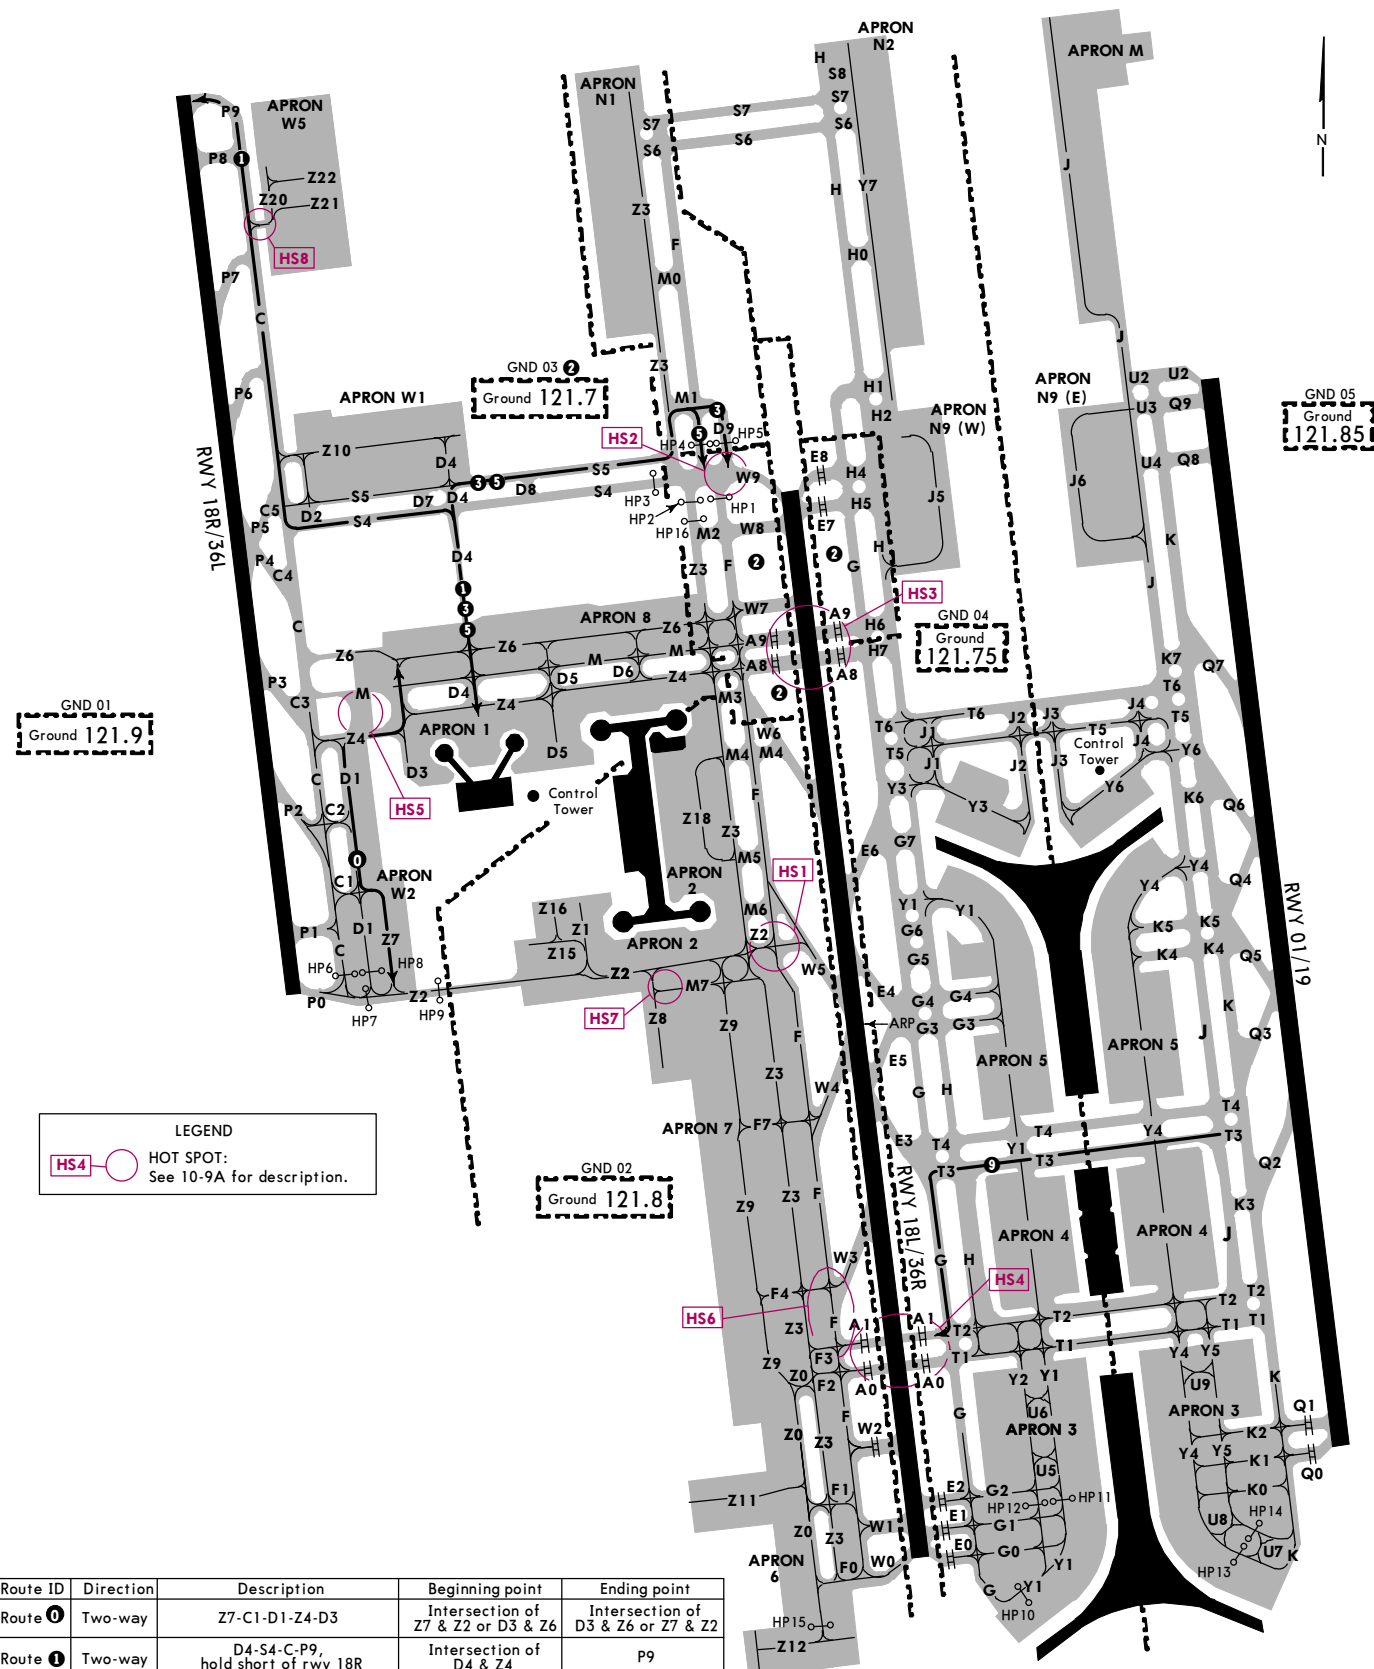 APRON
N2
H
S8
S7
S6
APRON M
APRON
N1
S7
S7
S6
S6
P9
APRON
W5
P8
1
Z22
Z20
Z21
HS8
Z3
H
Y7
J
N
F
M0
H0
P7
C
P6
GND 03 2
Ground 121.7
Z3
M1
3
D9
5
HP4
HP5
HS2
W9
J
U2
U2
U3
Q9
U4
Q8
H1
H2
APRON
N9 (W)
APRON
N9 (E)
GND 05
Ground
121.85
APRON W1
Z10
D4
S5
D7
D4
3
5
D8
S5
S4
C5
D2
S4
P5
P4
C4
RWY 18R/36L
HP3
HP2
HP1
HP16
M2
W8
E8
E7
H4
H5
J5
J6
K
J
D4
1
3
5
Z3
F
2
2
G
H
HS3
C
APRON 8
Z6
Z6
Z6
W7
A9
A9
A8
A8
H6
H7
GND 04
Ground
121.75
M
M
D6
Z4
D5
D4
Z4
D5
M
K7
Q7
T6
T5
P3
C3
GND 01
Ground 121.9
Z4
C
D1
D3
APRON 1
HS5
M3
2
W6
M4
M4
T6
T6
J1
J2
J3
J4
T5
T5
J1
J2
J3
J4
Y6
Control
Tower
Y6
Y3
Y3
K6
Q6
P2
C2
Control
Tower
F
Z18
Z3
M5
APRON
2
HS1
E6
G7
Y4
Y4
Q4
RWY 01/19
0
C1
APRON
W2
D1
C
Z7
P1
M6
Z2
W5
Z16
Z1
Z15
APRON 2
Z2
Y1
Y1
G6
G5
K5
K5
K4
K4
Q5
HP6
HP8
P0
HP7
Z2
HP9
M7
HS7
Z8
Z9
F
Z3
E4
G4
G4
G3
G3
ARP
E5
K
J
Q3
APRON 5
APRON 5
G
H
W4
LEGEND
HS4
HOT SPOT:
See 10-9A for description.
APRON 7
F7
E3
T4
T4
Y1
T3
T3
9
Y4
T4
T3
Q2
GND 02
Ground 121.8
Z9
Z3
F
RWY 18L/36R
APRON 4
APRON 4
K3
J
W3
G
H
HS4
F4
HS6
Z3
F
A1
A1
T2
T1
T2
T1
T2
T1
T2
T1
Z9
F3
Z0
F2
A0
A0
Y2
Y1
Y4
Y5
U9
K
U6
APRON 3
APRON 3
F
W2
G
Q1
K2
K1
Q0
Y4
Y5
Z0
Z3
U5
Z11
F1
E2
G2
HP12
HP11
K0
HP14
U8
E1
G1
W1
Z0
Z3
E0
G0
U7
K
HP13
APRON
6
F0
W0
Y1
G
Y1
HP10
HP15
Z12
Route ID Direction Description Beginning point Ending point
Route 0 Two-way Z7-C1-D1-Z4-D3 Intersection of
Z7 & Z2 or D3 & Z6 Intersection of
D3 & Z6 or Z7 & Z2
Route 1 Two-way D4-S4-C-P9,
hold short of rwy 18R Intersection of
D4 & Z4 P9